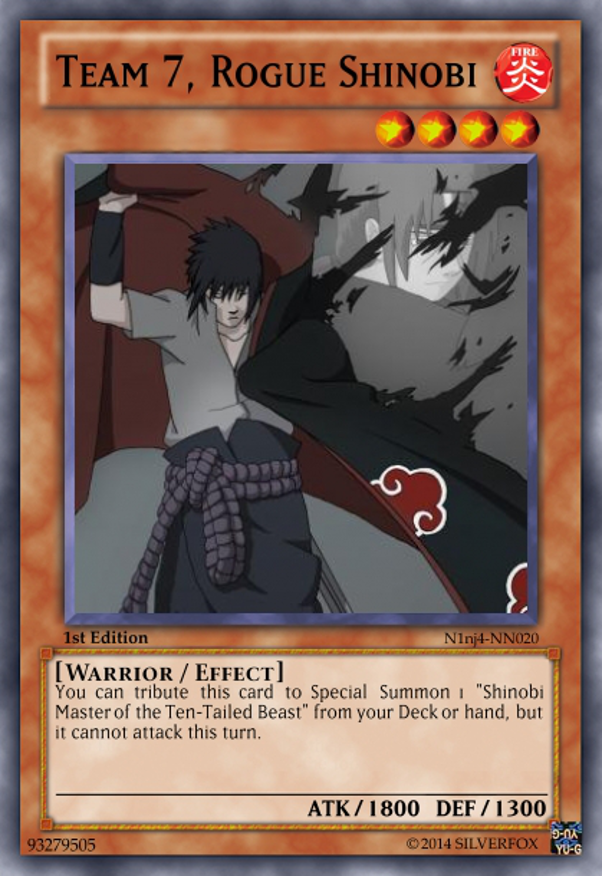 Team 7, Rogue Shinobi
FIRE
炎
1st Edition
N1nj4-NN020
[Warrior / Effect]
You can tribute this card to Special Summon 1 "Shinobi
Master of the Ten-Tailed Beast" from your Deck or hand, but
it cannot attack this turn.
ATK / 1800 DEF / 1300
93279505
©2014 SILVERFOX